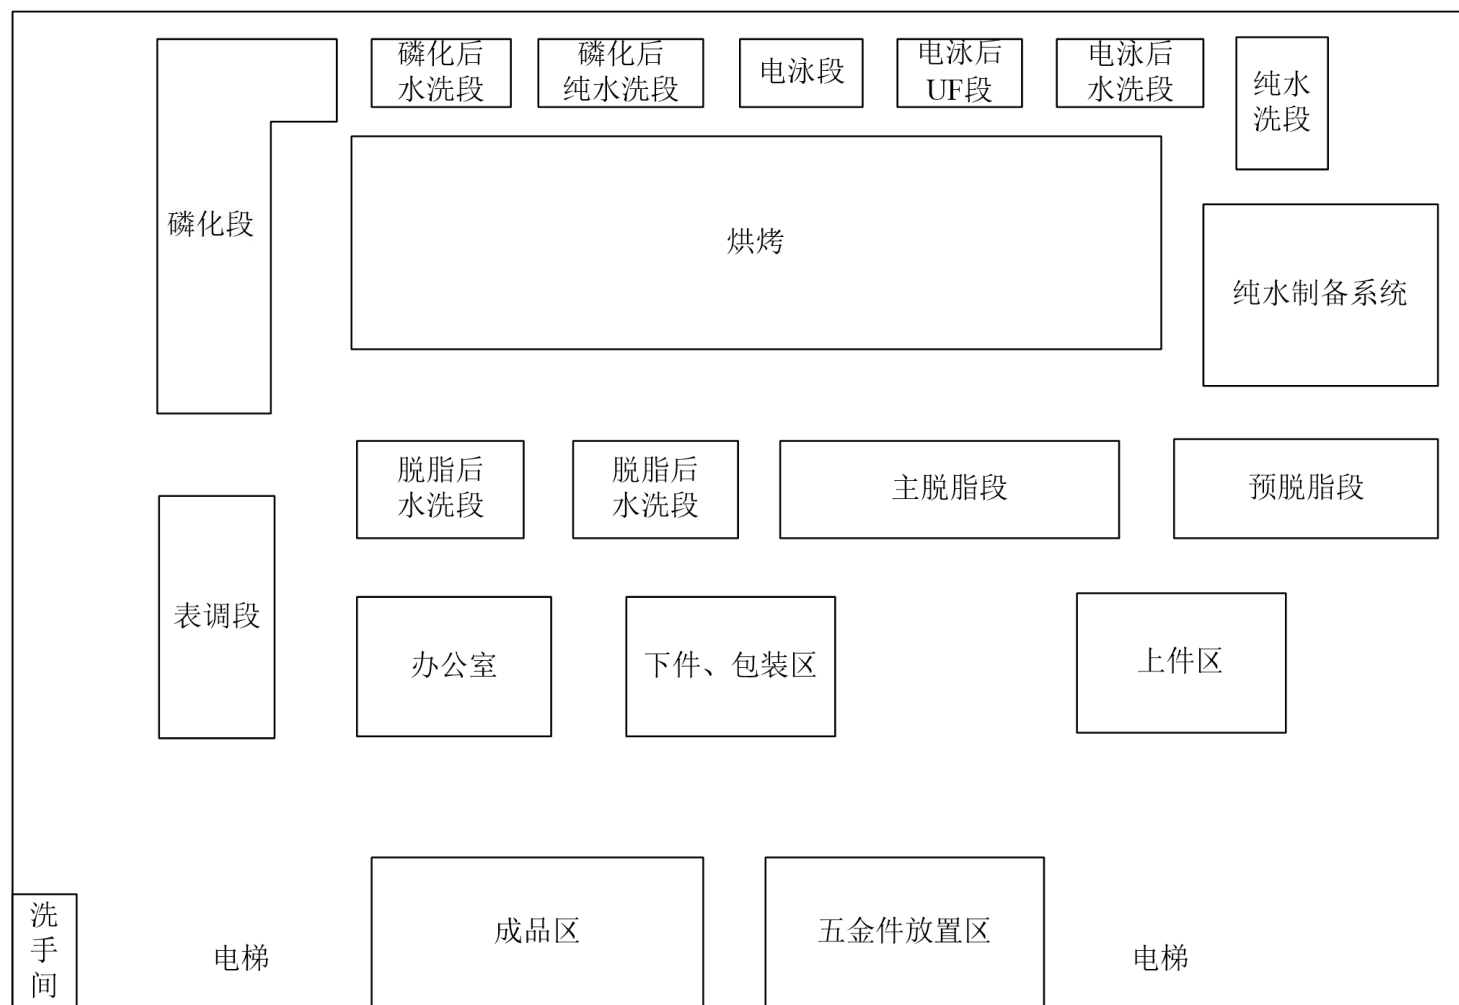 磷化后
水洗段
磷化后
纯水洗段
电泳段
电泳后
UF段
电泳后
水洗段
纯水
洗段
磷化段
烘烤
纯水制备系统
脱脂后
水洗段
脱脂后
水洗段
主脱脂段
预脱脂段
表调段
办公室
下件、包装区
上件区
洗
手
间
电梯
成品区
五金件放置区
电梯